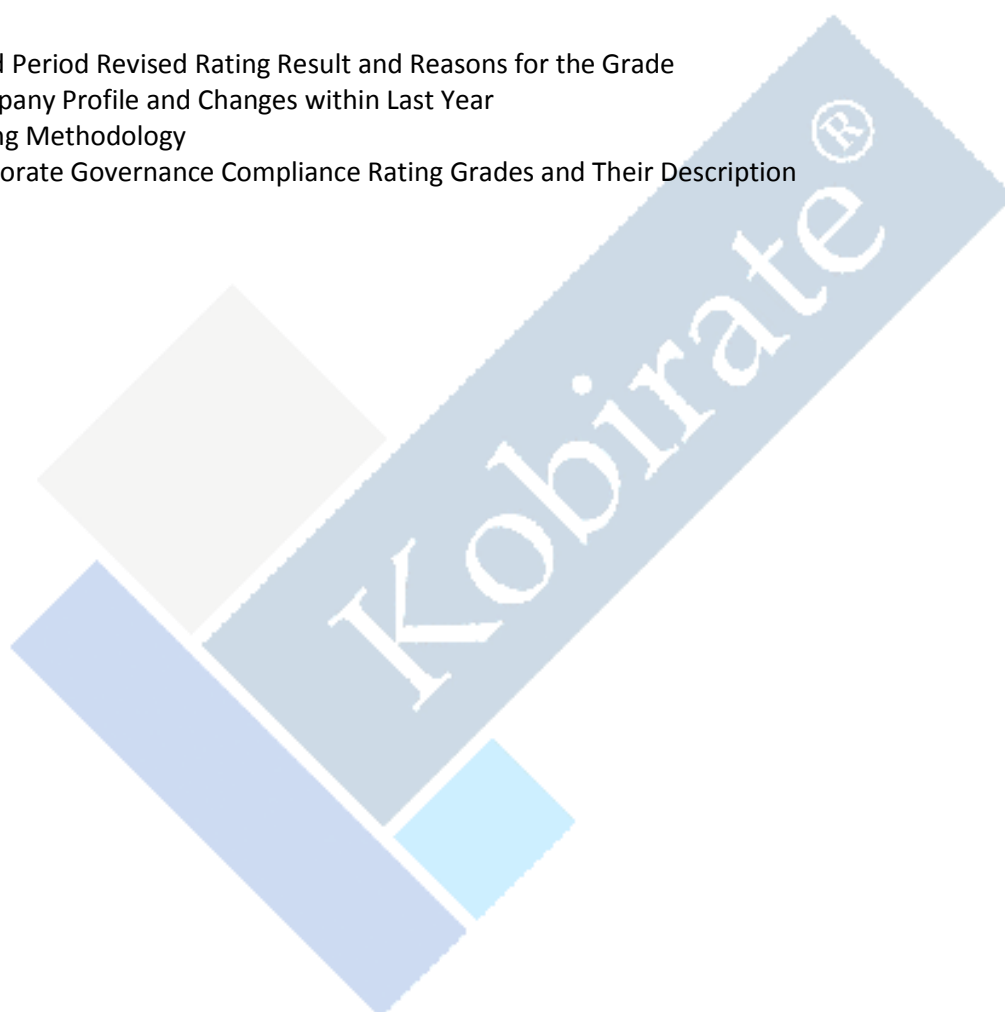 d Period Revised Rating Result and Reasons for the Grade
pany Profile and Changes within Last Year
ng Methodology
orate Governance Compliance Rating Grades and Their Description
Kobirate®